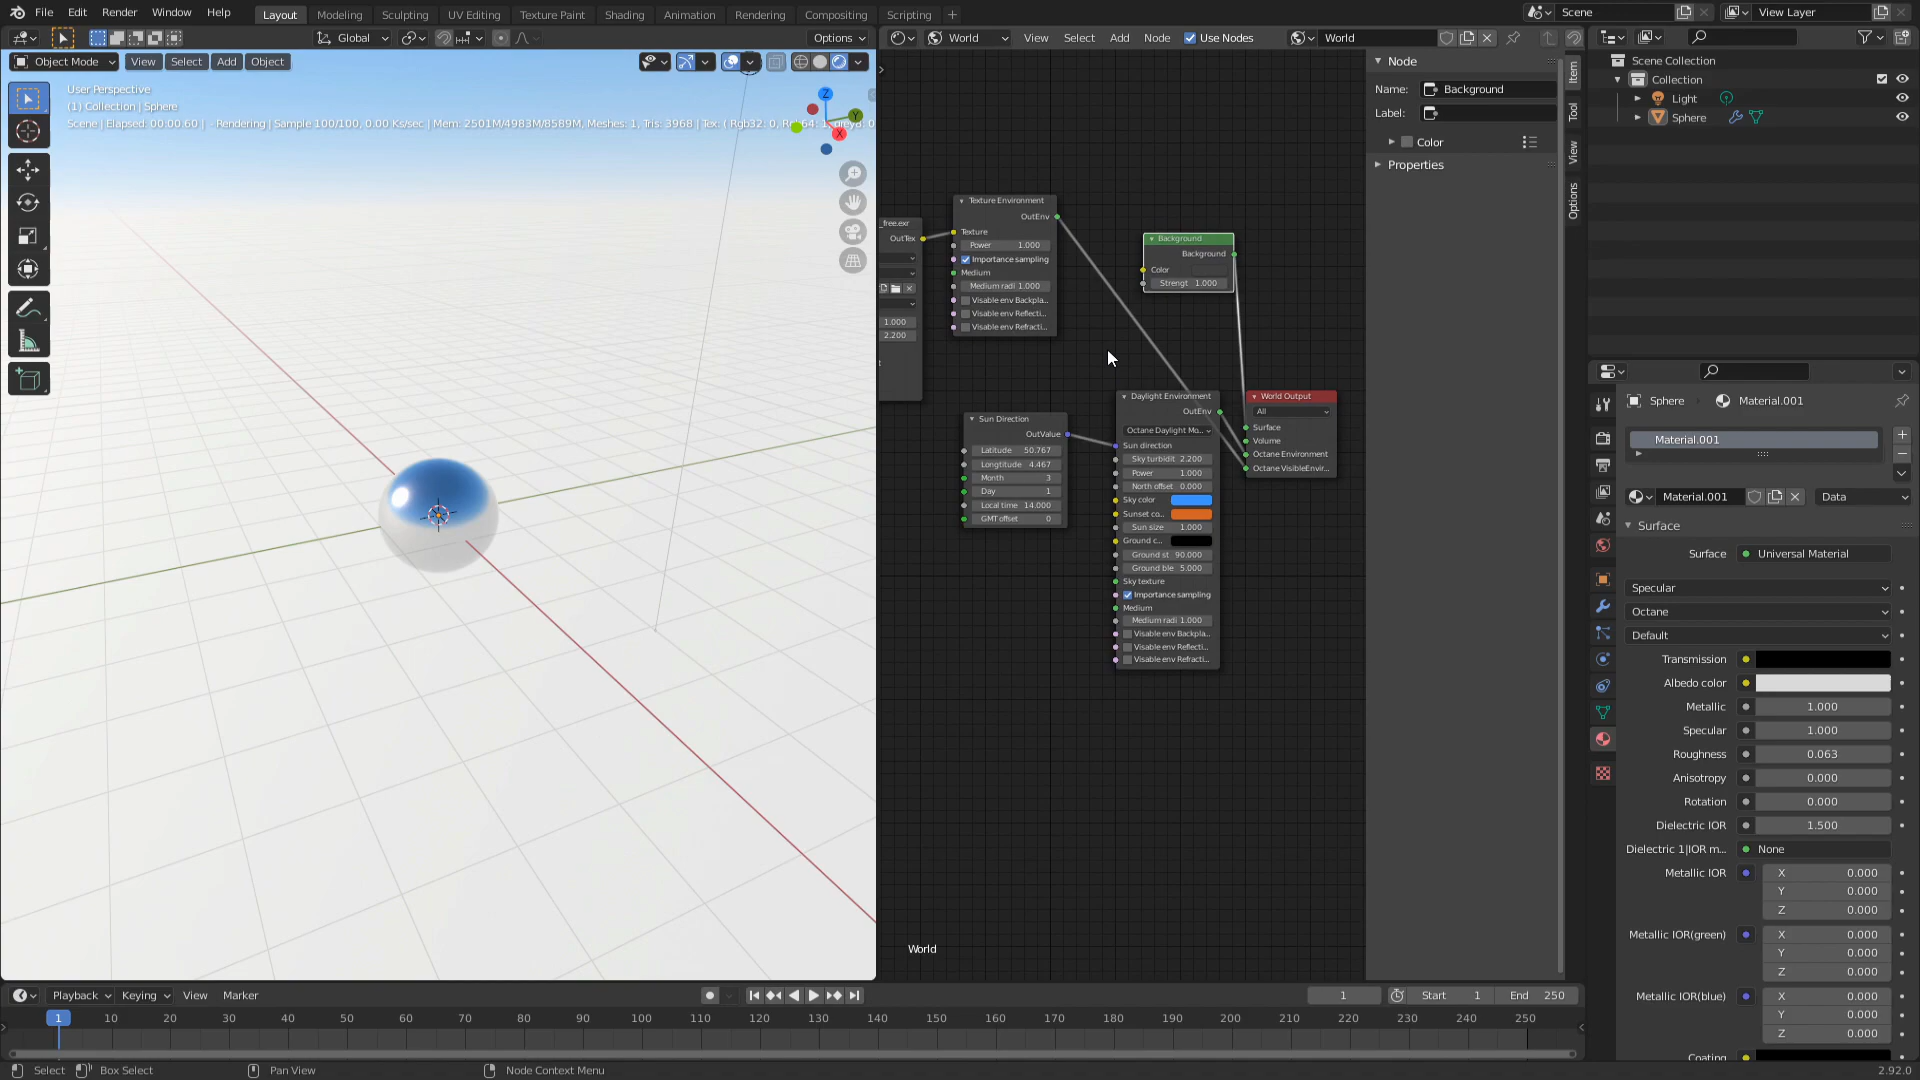 File Edit Render Window Help Layout Modeling Sculpting UV Editing Texture Paint Shading Animation Rendering Compositing Scripting + Scene View Layer
Global Options World View Select Add Node Use Nodes World
Object Mode View Select Add Object
User Perspective
(1) Collection | Sphere
Scene | Elapsed: 00:00.60 | - Rendering | Sample 100/100, 0.00 Ks/sec | Mem: 2501M/4983M/8589M, Meshes: 1, Tris: 3968 | Tex: ( Rgb32: 0,
Z
Y
X
_free.exr
OutTex
1.000
2.200
Texture Environment
OutEnv
Texture
Power 1.000
Importance sampling
Medium
Medium radi 1.000
Visable env Backpla...
Visable env Reflecti...
Visable env Refracti...
Background
Background
Color
Strengt 1.000
Sun Direction
OutValue
Latitude 50.767
Longtitude 4.467
Month 3
Day 1
Local time 14.000
GMT offset 0
Daylight Environment
OutEnv
Octane Daylight Mo...
Sun direction
Sky turbidit 2.200
Power 1.000
North offset 0.000
Sky color
Sunset co...
Sun size 1.000
Ground c...
Ground st 90.000
Ground ble 5.000
Sky texture
Importance sampling
Medium
Medium radi 1.000
Visable env Backpla...
Visable env Reflecti...
Visable env Refracti...
World Output
All
Surface
Volume
Octane Environment
Octane VisibleEnvir...
World
Node
Name: Background
Label:
Color
Properties
Item
Tool
View
Options
Scene Collection
Collection
Light
Sphere
Sphere Material.001
Material.001
Material.001 Data
Surface
Surface Universal Material
Specular
Octane
Default
Transmission
Albedo color
Metallic 1.000
Specular 1.000
Roughness 0.063
Anisotropy 0.000
Rotation 0.000
Dielectric IOR 1.500
Dielectric 1|IOR m... None
Metallic IOR X 0.000
Y 0.000
Z 0.000
Metallic IOR(green) X 0.000
Y 0.000
Z 0.000
Metallic IOR(blue) X 0.000
Y 0.000
Z 0.000
Coating
Playback Keying View Marker 1 Start 1 End 250
1 10 20 30 40 50 60 70 80 90 100 110 120 130 140 150 160 170 180 190 200 210 220 230 240 250
Select Box Select Pan View Node Context Menu 2.92.0